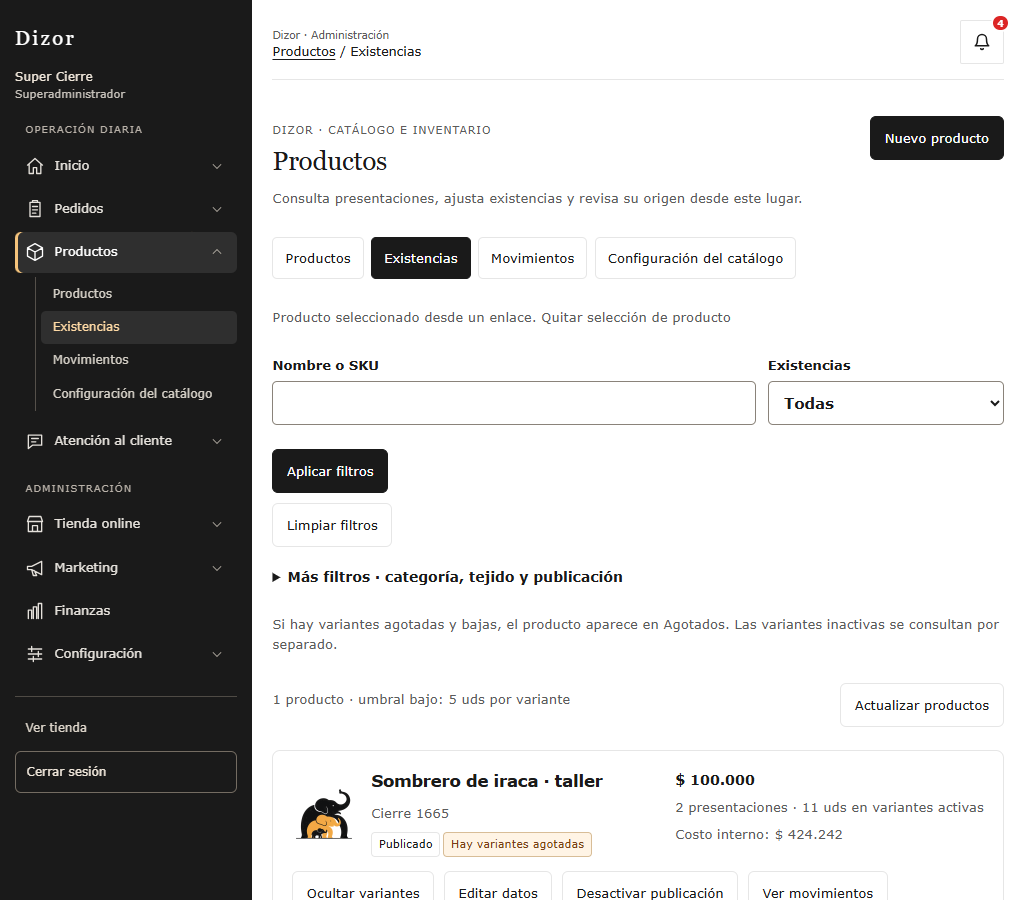 Dizor
Super Cierre
Superadministrador
OPERACIÓN DIARIA
Inicio
Pedidos
Productos
Productos
Existencias
Movimientos
Configuración del catálogo
Atención al cliente
ADMINISTRACIÓN
Tienda online
Marketing
Finanzas
Configuración
Ver tienda
Cerrar sesión
Dizor · Administración
Productos / Existencias
4
DIZOR · CATÁLOGO E INVENTARIO
Productos
Nuevo producto
Consulta presentaciones, ajusta existencias y revisa su origen desde este lugar.
Productos Existencias Movimientos Configuración del catálogo
Producto seleccionado desde un enlace. Quitar selección de producto
Nombre o SKU Existencias
Todas
Aplicar filtros
Limpiar filtros
Más filtros · categoría, tejido y publicación
Si hay variantes agotadas y bajas, el producto aparece en Agotados. Las variantes inactivas se consultan por
separado.
1 producto · umbral bajo: 5 uds por variante
Actualizar productos
Sombrero de iraca · taller
Cierre 1665
Publicado Hay variantes agotadas
$ 100.000
2 presentaciones · 11 uds en variantes activas
Costo interno: $ 424.242
Ocultar variantes Editar datos Desactivar publicación Ver movimientos